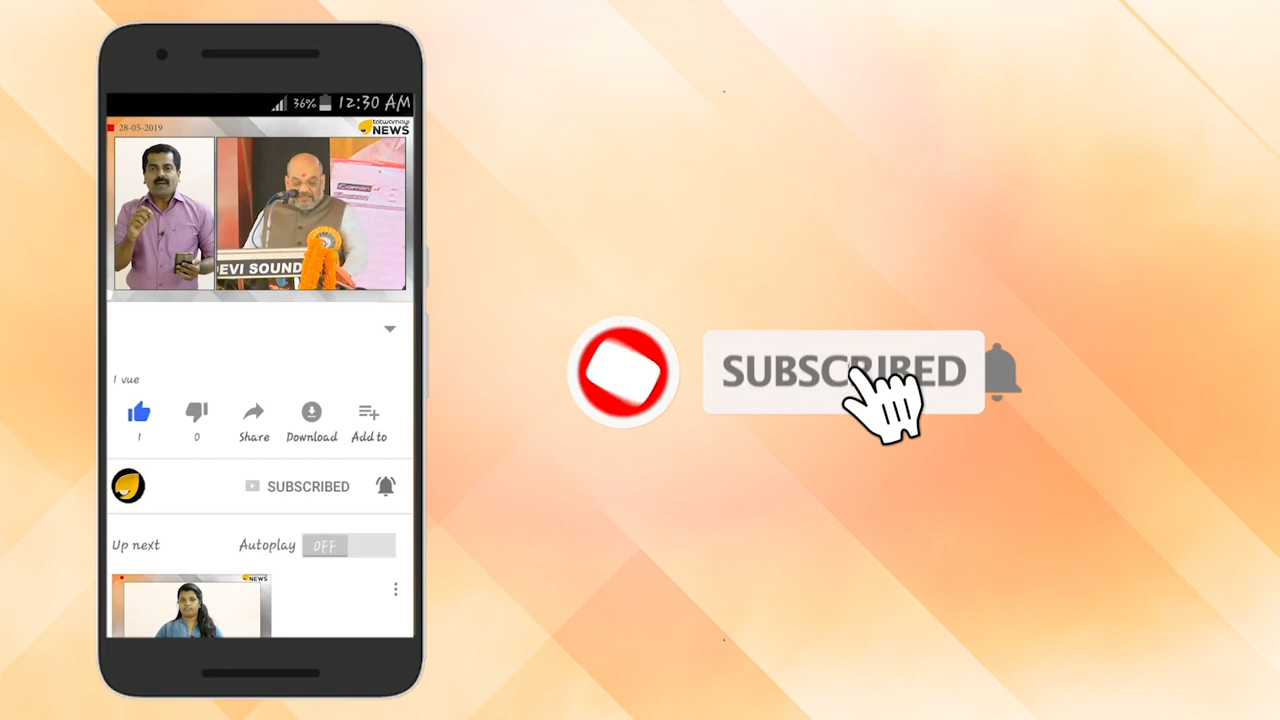 36% 12:30 AM
28-05-2019
tatwamayi
NEWS
DEVI SOUND
1 vue
1 0 Share Download Add to
SUBSCRIBED
Up next Autoplay OFF
NEWS
SUBSCRIBED